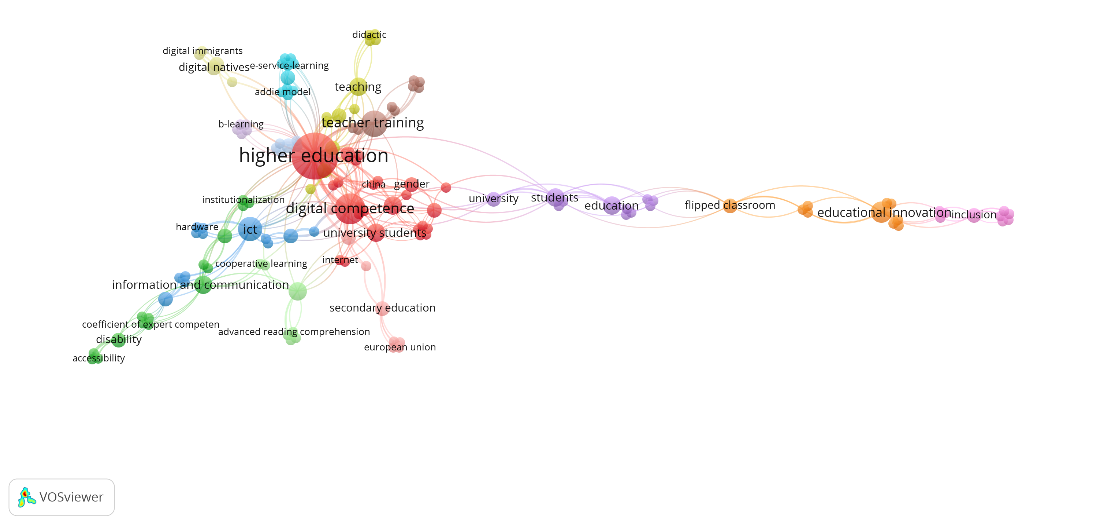 didactic
digital immigrants
digital natives
e-service-learning
addie model
teaching
b-learning
teacher training
higher education
china
gender
institutionalization
digital competence
university
students
education
flipped classroom
educational innovation
inclusion
hardware
ict
university students
cooperative learning
internet
information and communication
secondary education
coefficient of expert competen
advanced reading comprehension
disability
european union
accessibility
VOSviewer